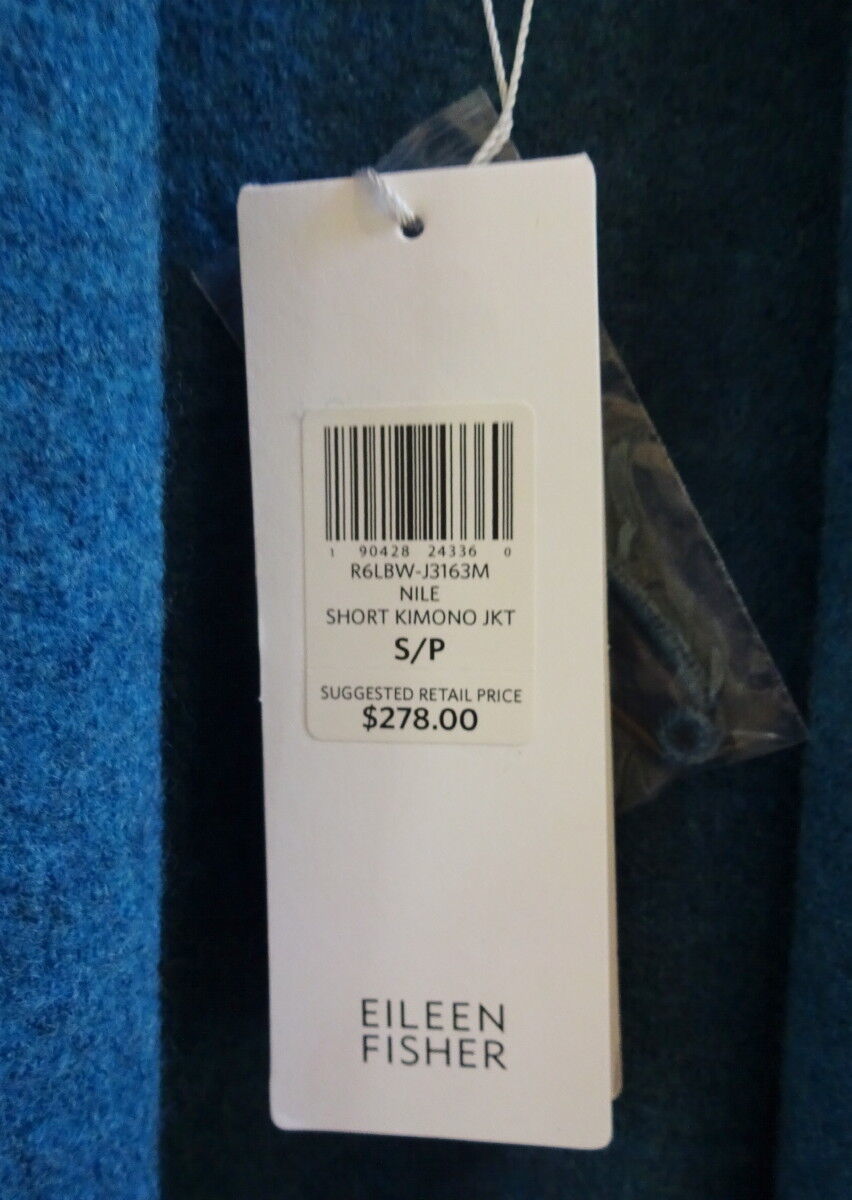 1 90428 24336 0
R6LBW-J3163M
NILE
SHORT KIMONO JKT
S/P
SUGGESTED RETAIL PRICE
$278.00
EILEEN
FISHER